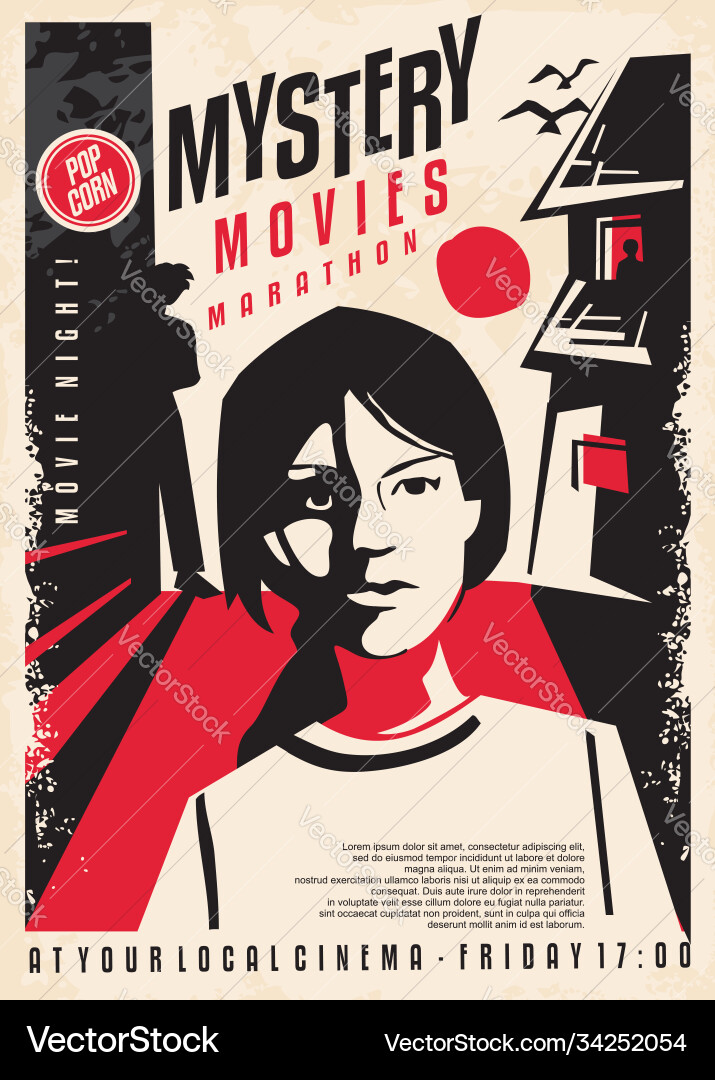 MYSTERY
MOVIES
MARATHON
POP
CORN
MOVIE NIGHT!
Lorem ipsum dolor sit amet, consectetur adipiscing elit,
sed do eiusmod tempor incididunt ut labore et dolore
magna aliqua. Ut enim ad minim veniam,
nostrud exercitation ullamco laboris nisi ut aliquip ex ea commodo
consequat. Duis aute irure dolor in reprehenderit
in voluptate velit esse cillum dolore eu fugiat nulla pariatur.
sint occaecat cupidatat non proident, sunt in culpa qui officia
deserunt mollit anim id est laborum.
AT YOUR LOCAL CINEMA - FRIDAY 17:00
VectorStock
VectorStock.com/34252054